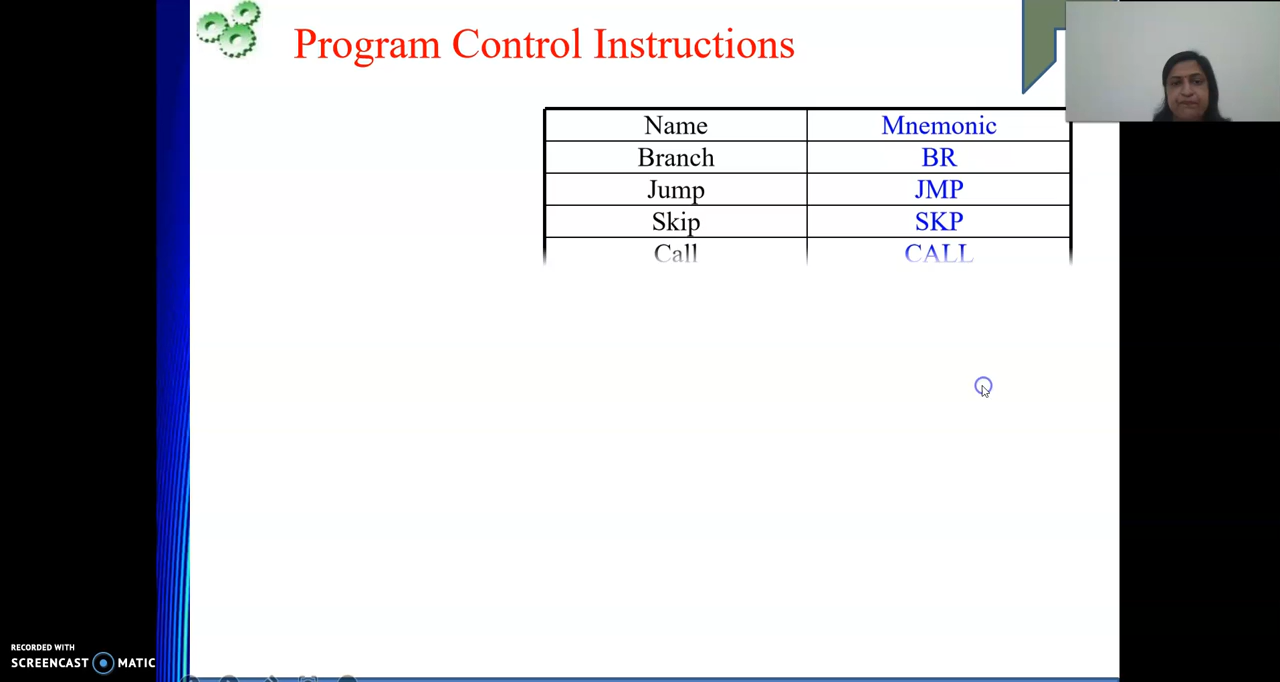 Program Control Instructions
Name Mnemonic
Branch BR
Jump JMP
Skip SKP
Call CALL
RECORDED WITH
SCREENCAST MATIC